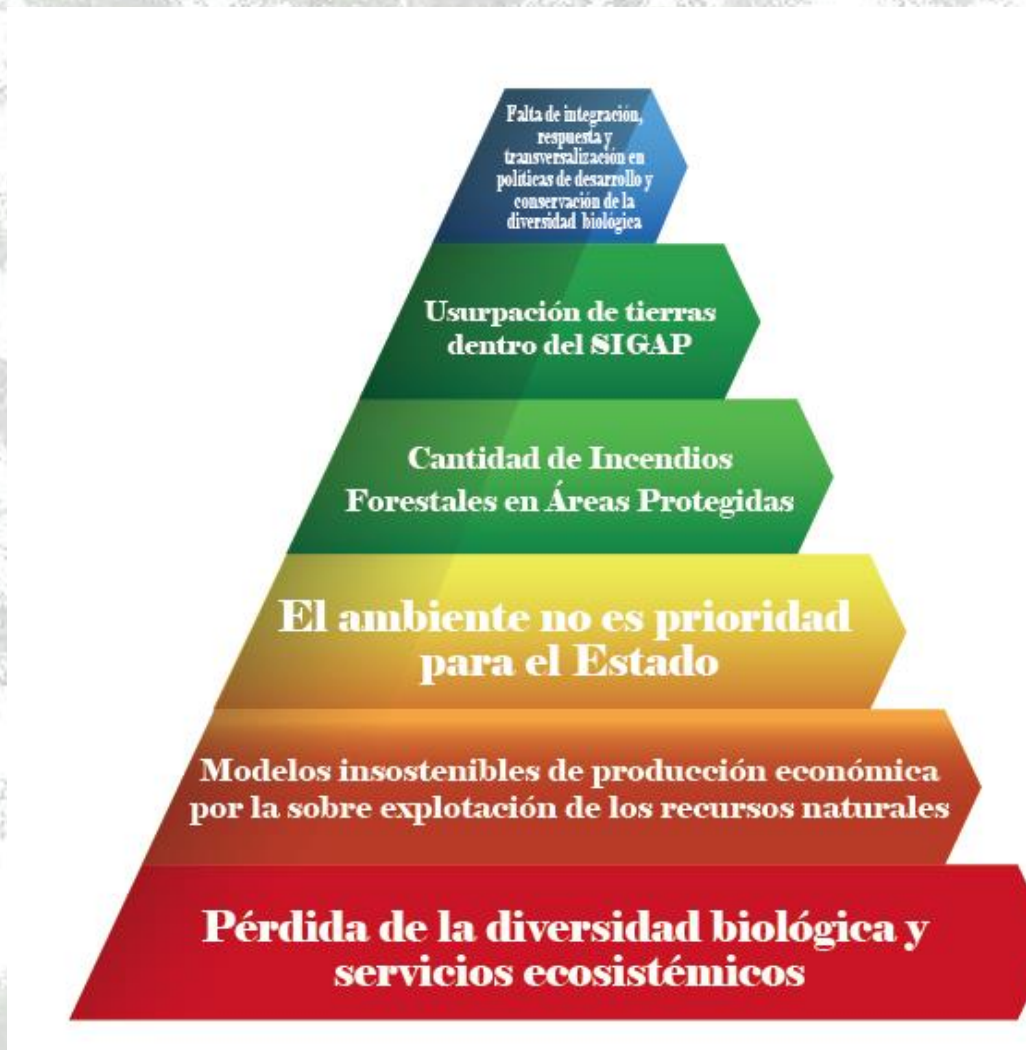 Falta de integración,
respuesta y
transversalización en
políticas de desarrollo y
conservación de la
diversidad biológica
Usurpación de tierras
dentro del SIGAP
Cantidad de Incendios
Forestales en Áreas Protegidas
El ambiente no es prioridad
para el Estado
Modelos insostenibles de producción económica
por la sobre explotación de los recursos naturales
Pérdida de la diversidad biológica y
servicios ecosistémicos